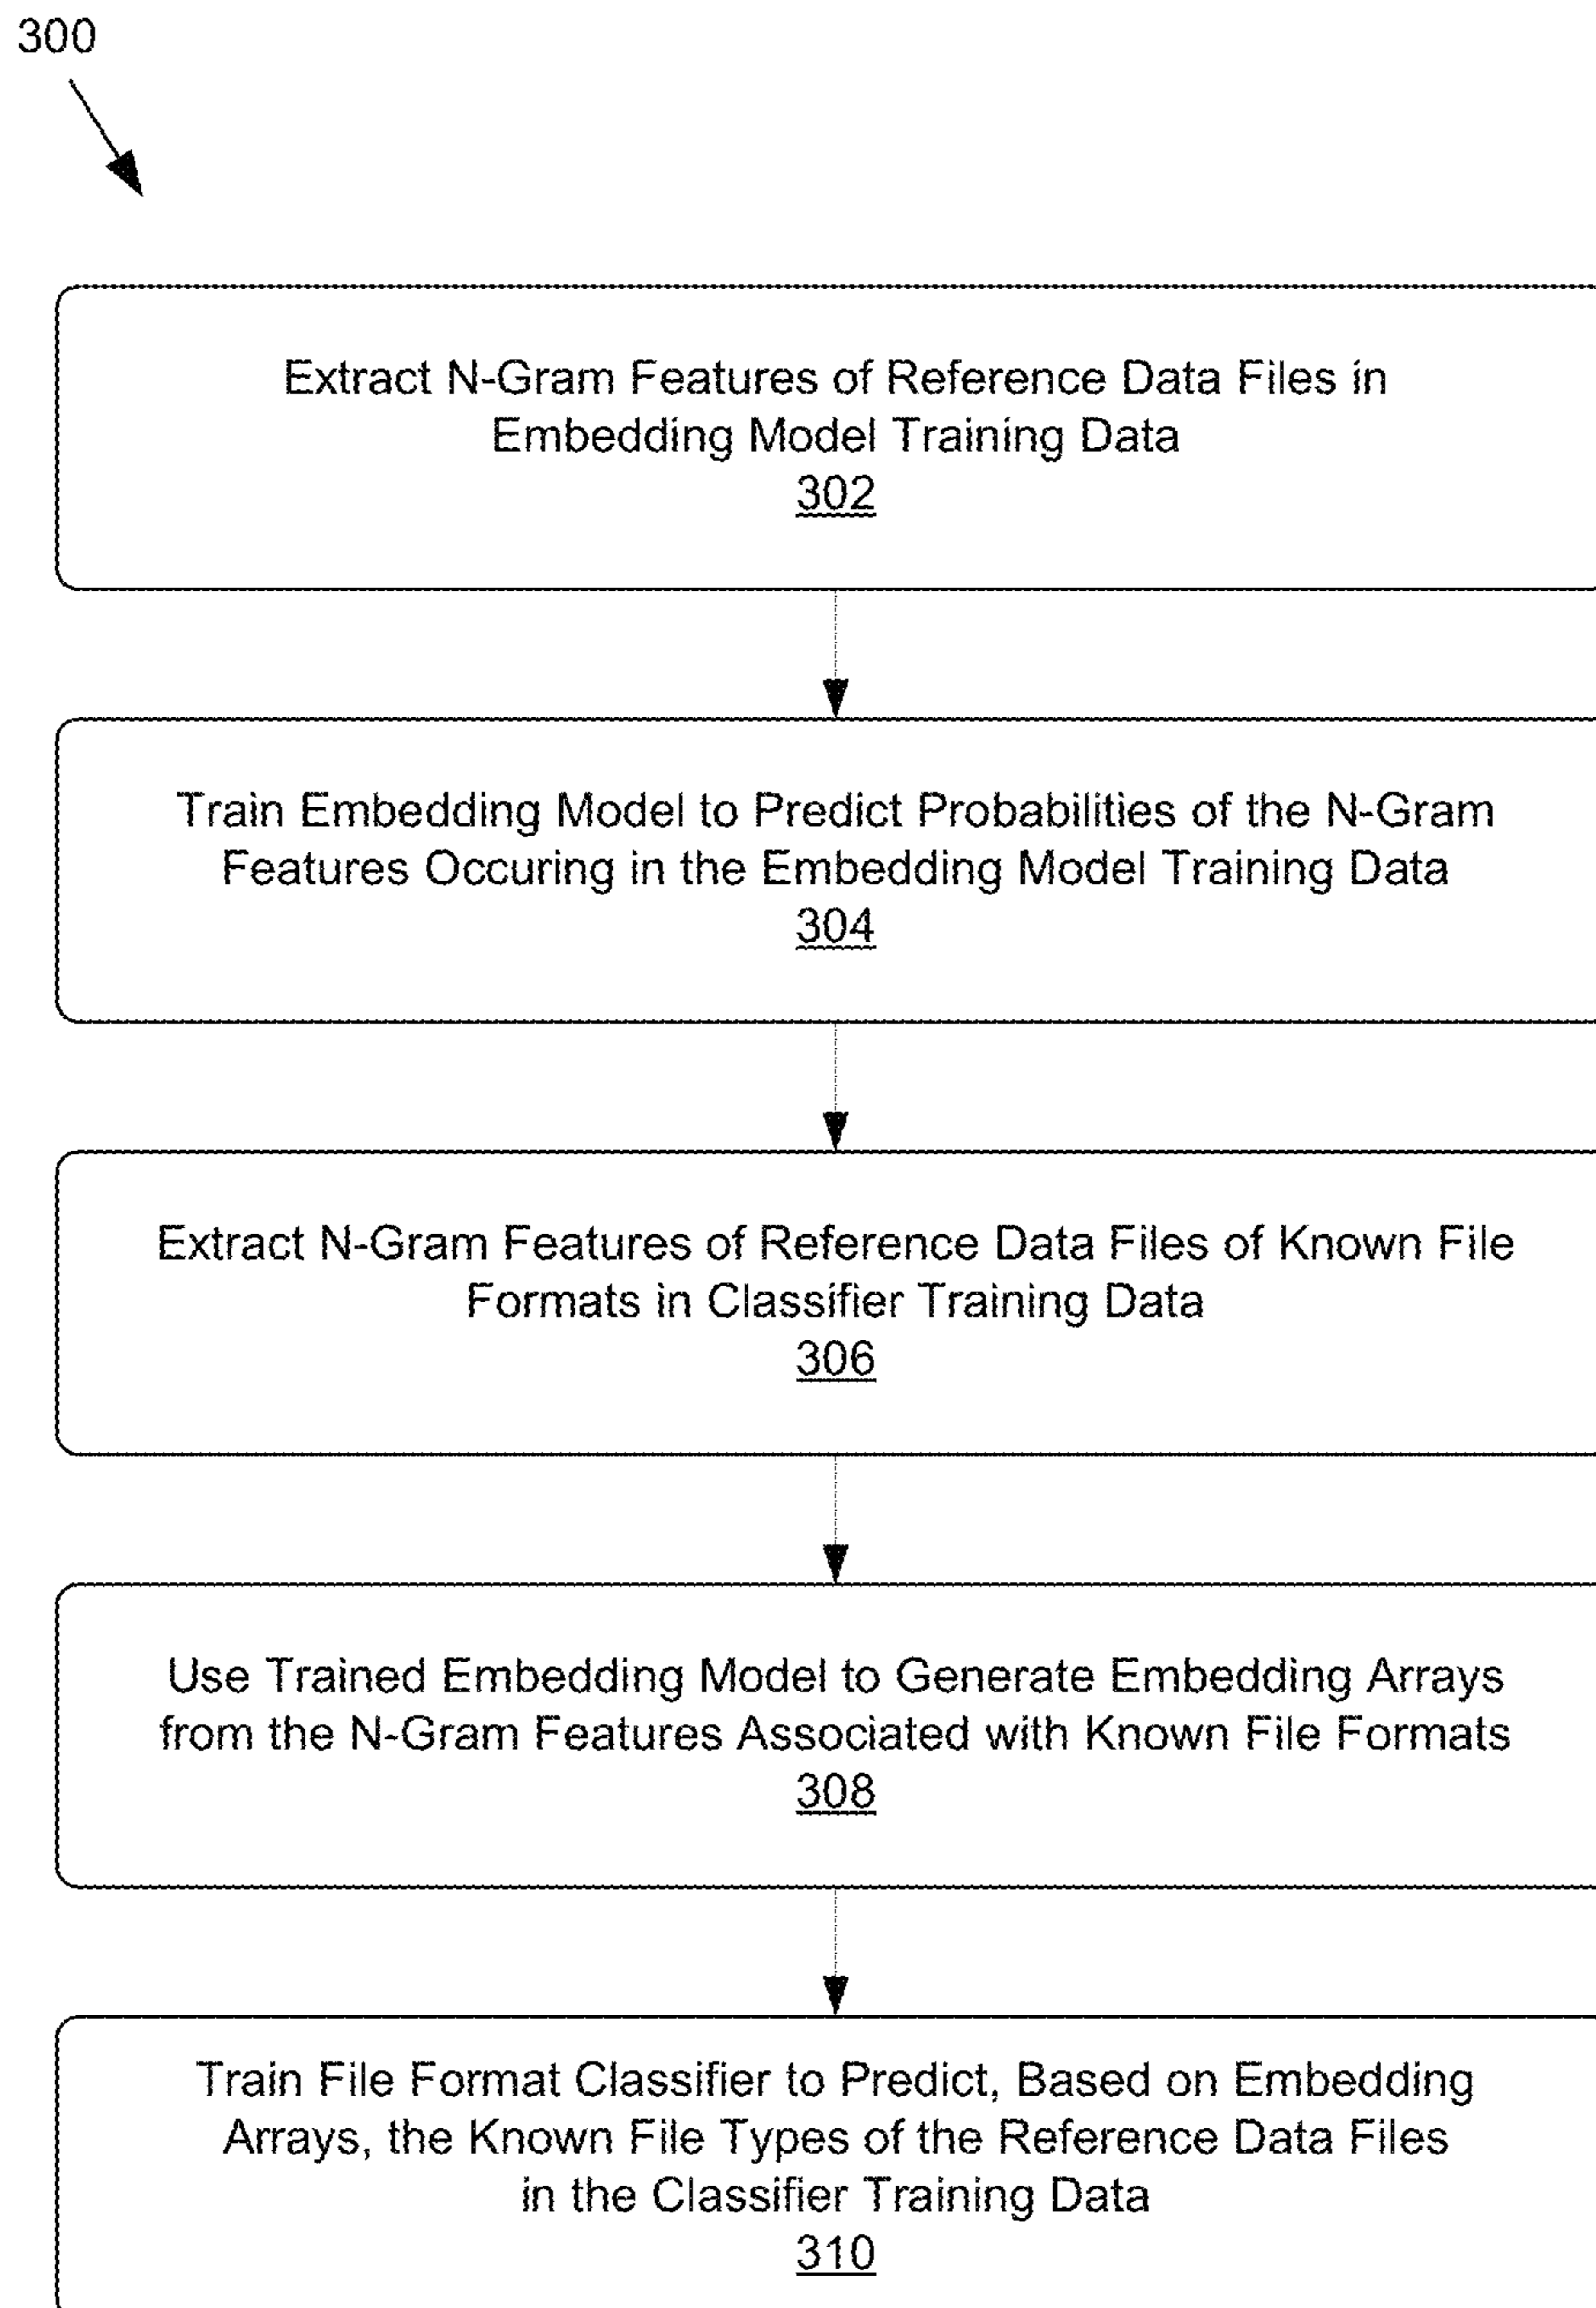 300
Extract N-Gram Features of Reference Data Files in
Embedding Model Training Data
302
Train Embedding Model to Predict Probabilities of the N-Gram
Features Occuring in the Embedding Model Training Data
304
Extract N-Gram Features of Reference Data Files of Known File
Formats in Classifier Training Data
306
Use Trained Embedding Model to Generate Embedding Arrays
from the N-Gram Features Associated with Known File Formats
308
Train File Format Classifier to Predict, Based on Embedding
Arrays, the Known File Types of the Reference Data Files
in the Classifier Training Data
310